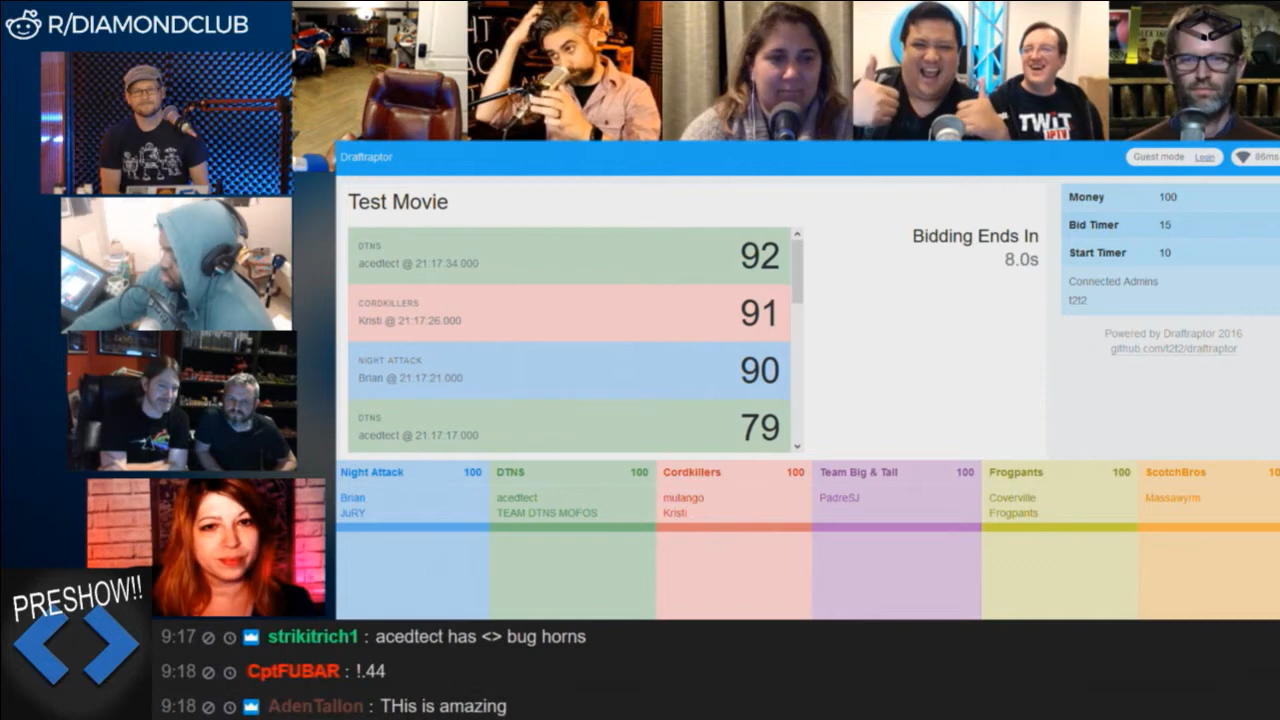 R/DIAMONDCLUB
TWiT
IPTV
Draftraptor
Guest mode Login
86ms
Test Movie
DTNS
acedtect @ 21:17:34.000
92
CORDKILLERS
Kristi @ 21:17:26.000
91
NIGHT ATTACK
Brian @ 21:17:21.000
90
DTNS
acedtect @ 21:17:17.000
79
Bidding Ends In
8.0s
Money 100
Bid Timer 15
Start Timer 10
Connected Admins
t2t2
Powered by Draftraptor 2016
github.com/t2t2/draftraptor
Night Attack 100
Brian
JuRY
DTNS 100
acedtect
TEAM DTNS MOFOS
Cordkillers 100
mulango
Kristi
Team Big & Tall 100
PadreSJ
Frogpants 100
Coverville
Frogpants
ScotchBros 10
Massawyrm
PRESHOW!!
9:17 strikitrich1 : acedtect has <> bug horns
9:18 CptFUBAR : !.44
9:18 AdenTallon : THis is amazing